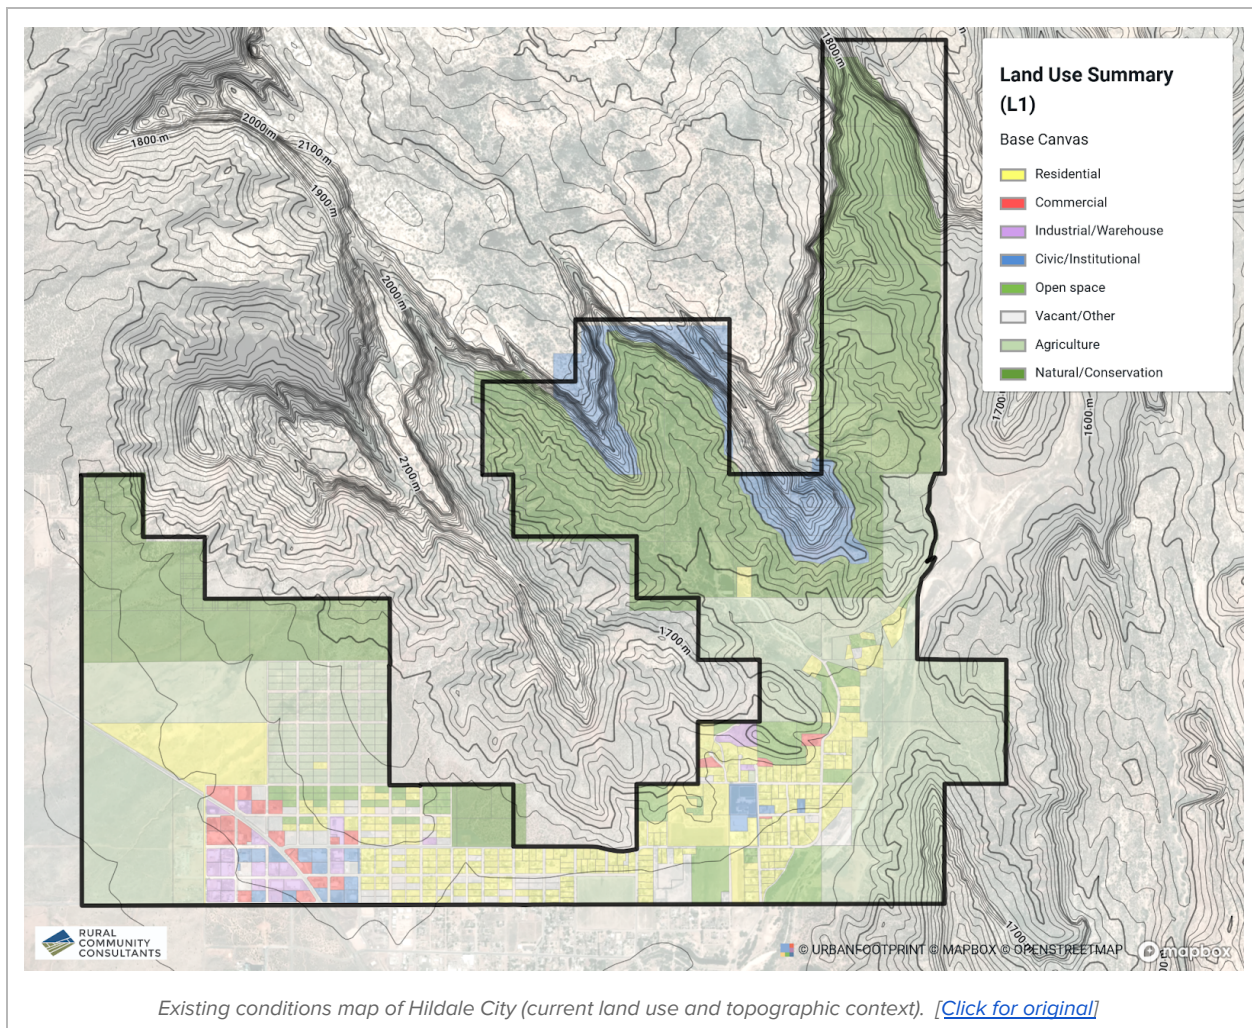 1800 m
Land Use Summary
(L1)
Base Canvas
Residential
Commercial
Industrial/Warehouse
Civic/Institutional
Open space
Vacant/Other
Agriculture
Natural/Conservation
1800 m
2000 m
2100 m
1900 m
2000 m
2700 m
1700
1600 m
1700 m
1700
RURAL
COMMUNITY
CONSULTANTS
© URBANFOOTPRINT © MAPBOX © OPENSTREETMAP
mapbox
Existing conditions map of Hildale City (current land use and topographic context). [Click for original]